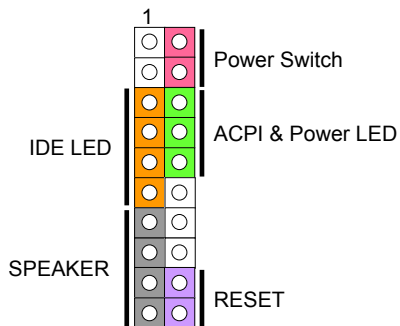 1
Power Switch
ACPI & Power LED
IDE LED
SPEAKER
RESET